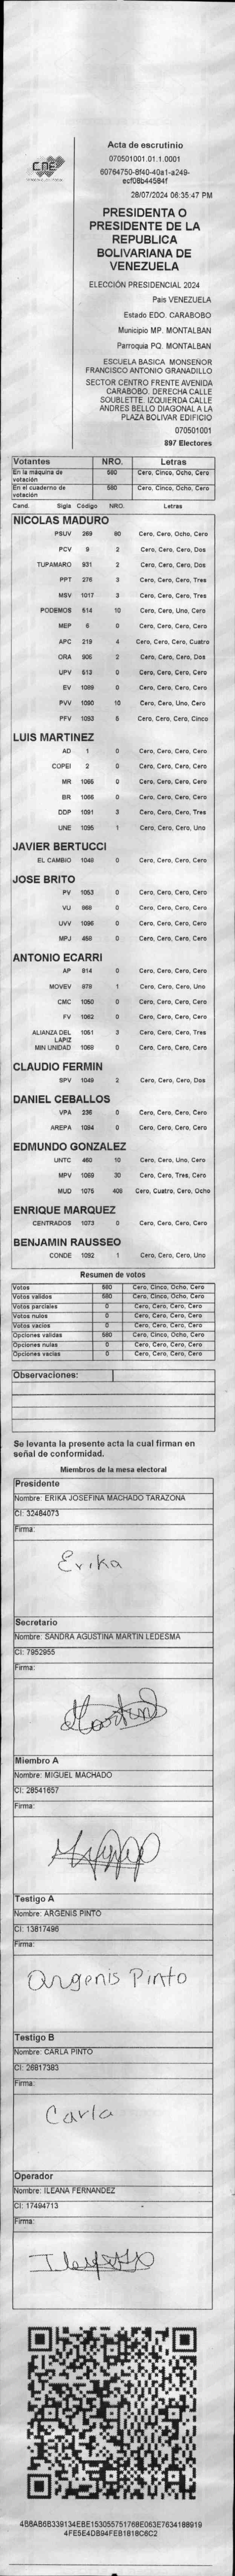 CNE
Acta de escrutinio
070501001.01.1.0001
60764750-8f40-40a1-a249-
ecf08b44584f
28/07/2024 06:35:47 PM
PRESIDENTA O
PRESIDENTE DE LA
REPUBLICA
BOLIVARIANA DE
VENEZUELA
ELECCIÓN PRESIDENCIAL 2024
Pais VENEZUELA
Estado EDO. CARABOBO
Municipio MP. MONTALBAN
Parroquia PQ. MONTALBAN
ESCUELA BASICA MONSEÑOR
FRANCISCO ANTONIO GRANADILLO
SECTOR CENTRO FRENTE AVENIDA
CARABOBO. DERECHA CALLE
SOUBLETTE. IZQUIERDA CALLE
ANDRES BELLO DIAGONAL A LA
PLAZA BOLIVAR EDIFICIO
070501001
897 Electores
Votantes NRO. Letras
En la máquina de votación 580 Cero, Cinco, Ocho, Cero
En el cuaderno de votación 580 Cero, Cinco, Ocho, Cero
Cand. Sigla Código NRO. Letras
NICOLAS MADURO
PSUV 269 80 Cero, Cero, Ocho, Cero
PCV 9 2 Cero, Cero, Cero, Dos
TUPAMARO 931 2 Cero, Cero, Cero, Dos
PPT 276 3 Cero, Cero, Cero, Tres
MSV 1017 3 Cero, Cero, Cero, Tres
PODEMOS 514 10 Cero, Cero, Uno, Cero
MEP 6 0 Cero, Cero, Cero, Cero
APC 219 4 Cero, Cero, Cero, Cuatro
ORA 906 2 Cero, Cero, Cero, Dos
UPV 513 0 Cero, Cero, Cero, Cero
EV 1089 0 Cero, Cero, Cero, Cero
PVV 1090 10 Cero, Cero, Uno, Cero
PFV 1093 5 Cero, Cero, Cero, Cinco
LUIS MARTINEZ
AD 1 0 Cero, Cero, Cero, Cero
COPEI 2 0 Cero, Cero, Cero, Cero
MR 1065 0 Cero, Cero, Cero, Cero
BR 1066 0 Cero, Cero, Cero, Cero
DDP 1091 3 Cero, Cero, Cero, Tres
UNE 1095 1 Cero, Cero, Cero, Uno
JAVIER BERTUCCI
EL CAMBIO 1048 0 Cero, Cero, Cero, Cero
JOSE BRITO
PV 1053 0 Cero, Cero, Cero, Cero
VU 868 0 Cero, Cero, Cero, Cero
UVV 1096 0 Cero, Cero, Cero, Cero
MPJ 458 0 Cero, Cero, Cero, Cero
ANTONIO ECARRI
AP 814 0 Cero, Cero, Cero, Cero
MOVEV 978 1 Cero, Cero, Cero, Uno
CMC 1050 0 Cero, Cero, Cero, Cero
FV 1062 0 Cero, Cero, Cero, Cero
ALIANZA DEL LAPIZ 1051 3 Cero, Cero, Cero, Tres
MIN UNIDAD 1068 0 Cero, Cero, Cero, Cero
CLAUDIO FERMIN
SPV 1049 2 Cero, Cero, Cero, Dos
DANIEL CEBALLOS
VPA 236 0 Cero, Cero, Cero, Cero
AREPA 1094 0 Cero, Cero, Cero, Cero
EDMUNDO GONZALEZ
UNTC 460 10 Cero, Cero, Uno, Cero
MPV 1069 30 Cero, Cero, Tres, Cero
MUD 1075 408 Cero, Cuatro, Cero, Ocho
ENRIQUE MARQUEZ
CENTRADOS 1073 0 Cero, Cero, Cero, Cero
BENJAMIN RAUSSEO
CONDE 1092 1 Cero, Cero, Cero, Uno
Resumen de votos
Votos 580 Cero, Cinco, Ocho, Cero
Votos validos 580 Cero, Cinco, Ocho, Cero
Votos parciales 0 Cero, Cero, Cero, Cero
Votos nulos 0 Cero, Cero, Cero, Cero
Votos vacios 0 Cero, Cero, Cero, Cero
Opciones validas 580 Cero, Cinco, Ocho, Cero
Opciones nulas 0 Cero, Cero, Cero, Cero
Opciones vacias 0 Cero, Cero, Cero, Cero
Observaciones:
Se levanta la presente acta la cual firman en
señal de conformidad.
Miembros de la mesa electoral
Presidente
Nombre: ERIKA JOSEFINA MACHADO TARAZONA
CI: 32484073
Firma:
Erika
Secretario
Nombre: SANDRA AGUSTINA MARTIN LEDESMA
CI: 7952955
Firma:
Miembro A
Nombre: MIGUEL MACHADO
CI: 28541657
Firma:
Testigo A
Nombre: ARGENIS PINTO
CI: 13817496
Firma:
Argenis Pinto
Testigo B
Nombre: CARLA PINTO
CI: 26817383
Firma:
Carla
Operador
Nombre: ILEANA FERNANDEZ
CI: 17494713
Firma:
4B8AB6B339134EBE153055751768E063E7634188919
4FE5E4DB94FEB1818C6C2